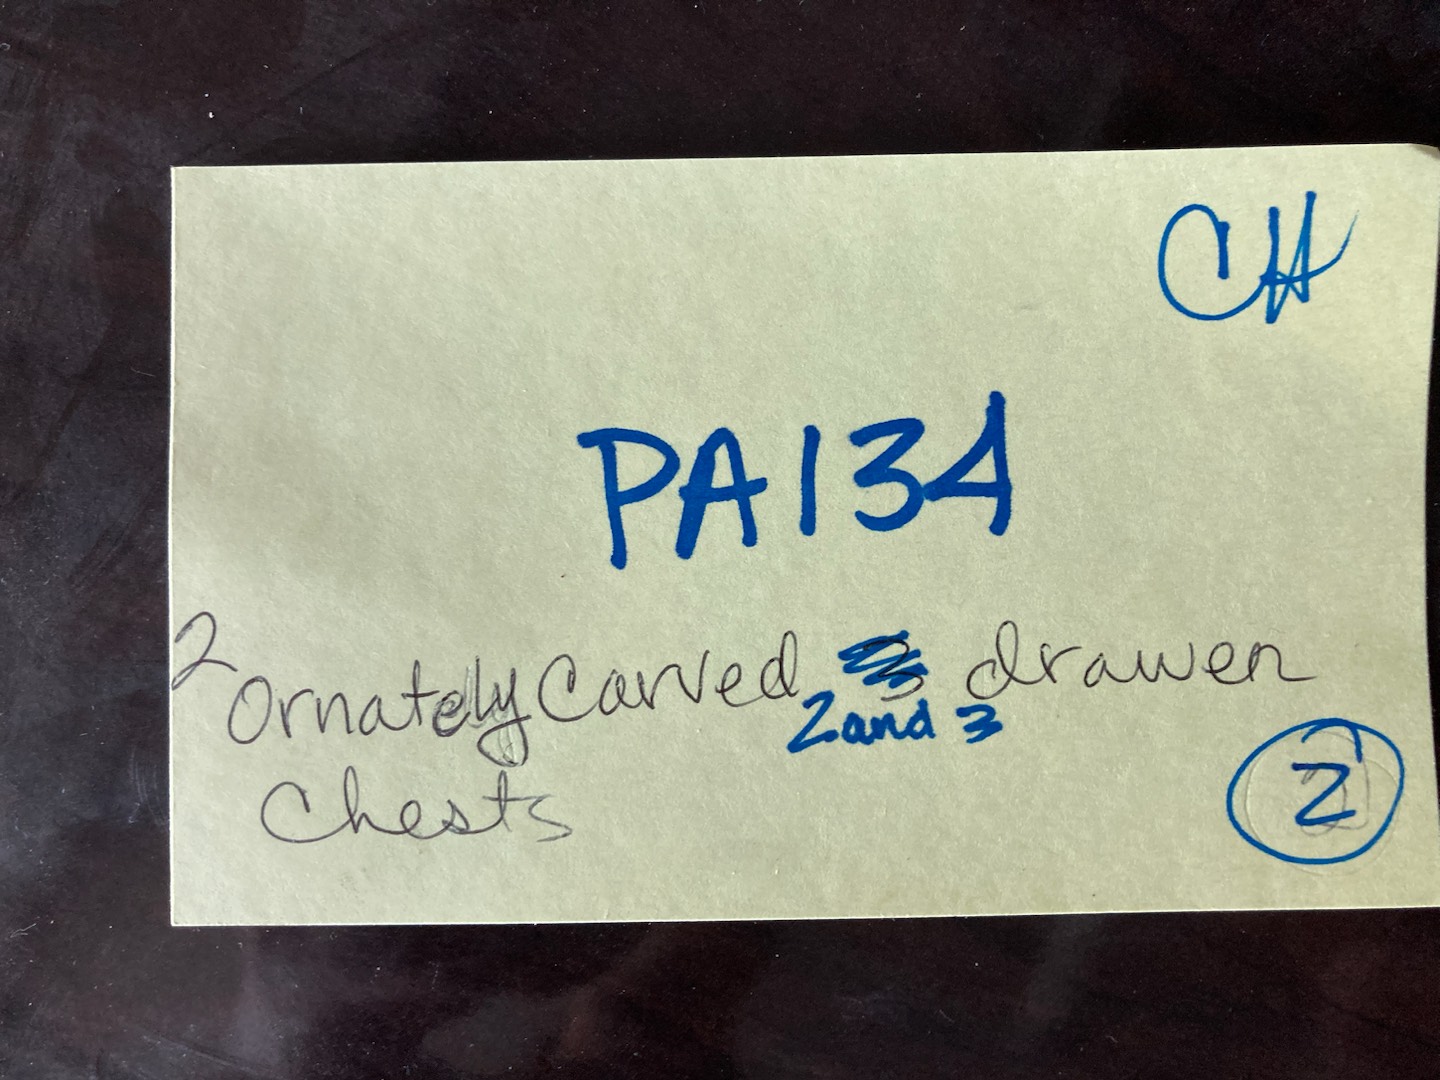 CH
PA134
2 Ornately Carved 3 drawer
2 and 3
Chests
2